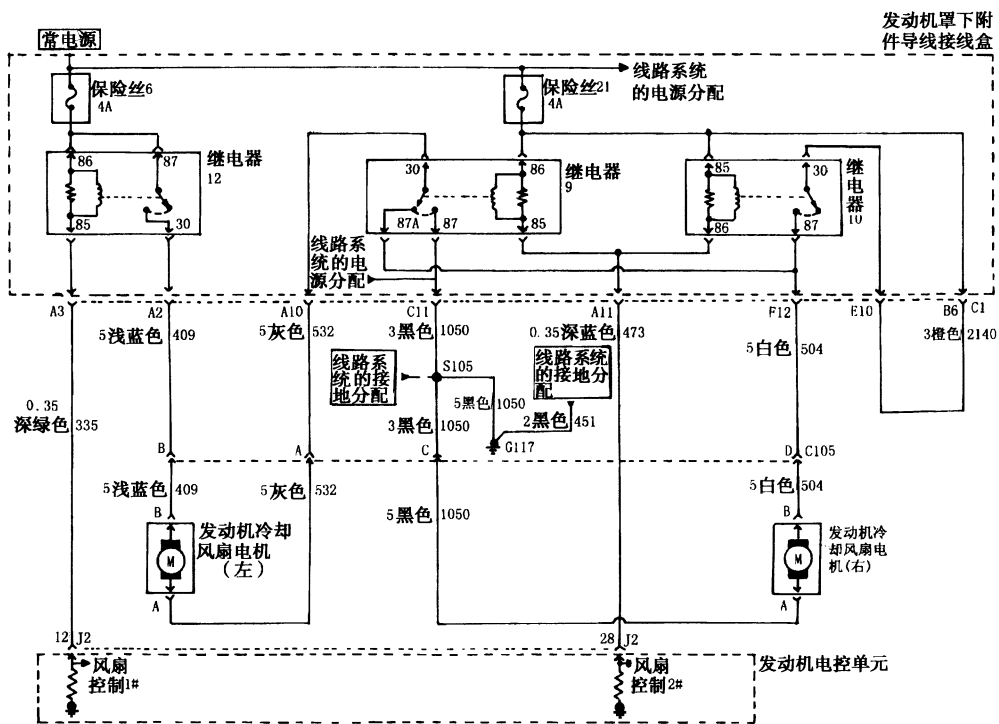 发动机罩下附
件导线接线盒
常电源
保险丝6
4A
保险丝21
4A
线路系统
的电源分配
86
87
继电器
12
85
30
30
86
继电器
9
87A
87
85
85
30
继
电
器
10
86
87
线路系
统的电
源分配
A3
A2
A10
C11
A11
F12
E10
B6
C1
5浅蓝色
409
5灰色
532
3黑色
1050
0.35深蓝色
473
5白色
504
3橙色
2140
线路系
统的接
地分配
S105
线路系统
的接地分
配
0.35
深绿色
335
5黑色
1050
3黑色
1050
2黑色
451
G117
B
A
C
D
C105
5浅蓝色
409
5灰色
532
5黑色
1050
5白色
504
B
发动机冷却
风扇电机
（左）
M
A
B
发动机冷
却风扇电
机(右)
M
A
12
J2
28
J2
风扇
控制1#
风扇
控制2#
发动机电控单元